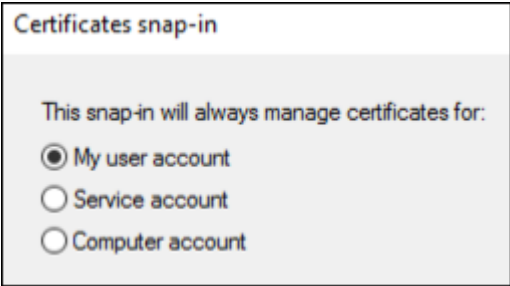 Certificates snap-in
This snap-in will always manage certificates for:
My user account
Service account
Computer account